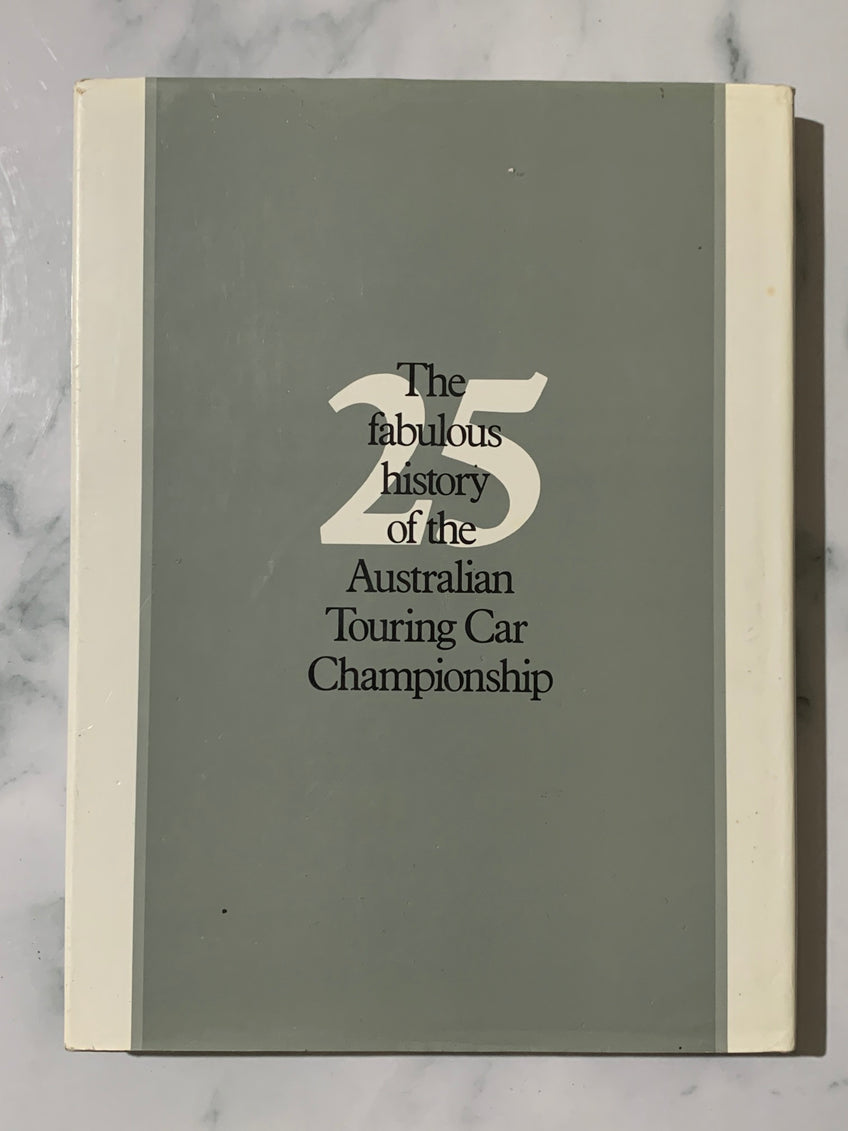 25
The
fabulous
history
of the
Australian
Touring Car
Championship